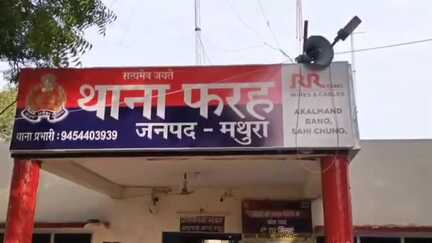 सत्यमेव जयते
थाना फरह
जनपद - मथुरा
थाना प्रभारी : 9454403939
RR
WIRES & CABLES
AKALMAND
BANO,
SAHI CHUNO.